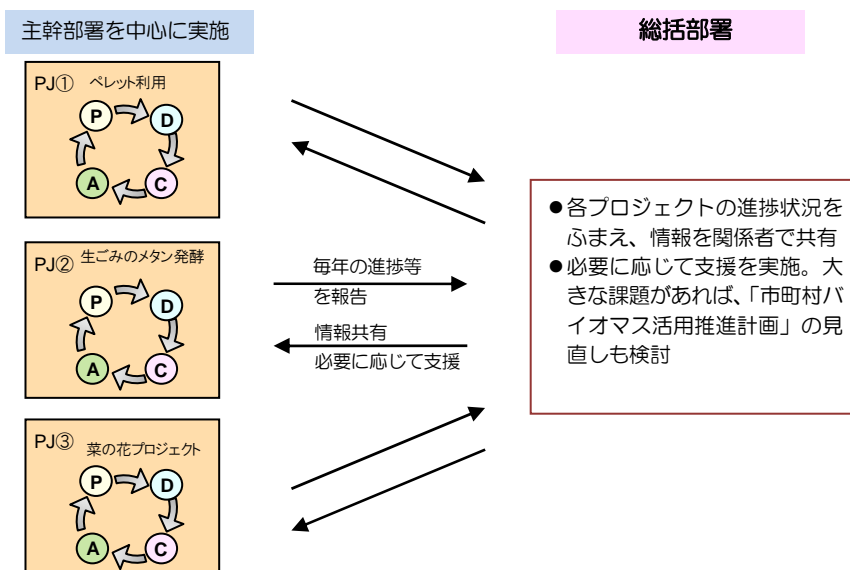 主幹部署を中心に実施
総括部署
PJ① ペレット利用
P
D
A
C
PJ② 生ごみのメタン発酵
P
D
A
C
PJ③ 菜の花プロジェクト
P
D
A
C
毎年の進捗等
を報告
情報共有
必要に応じて支援
●各プロジェクトの進捗状況を
ふまえ、情報を関係者で共有
●必要に応じて支援を実施。大
きな課題があれば、「市町村バ
イオマス活用推進計画」の見
直しも検討